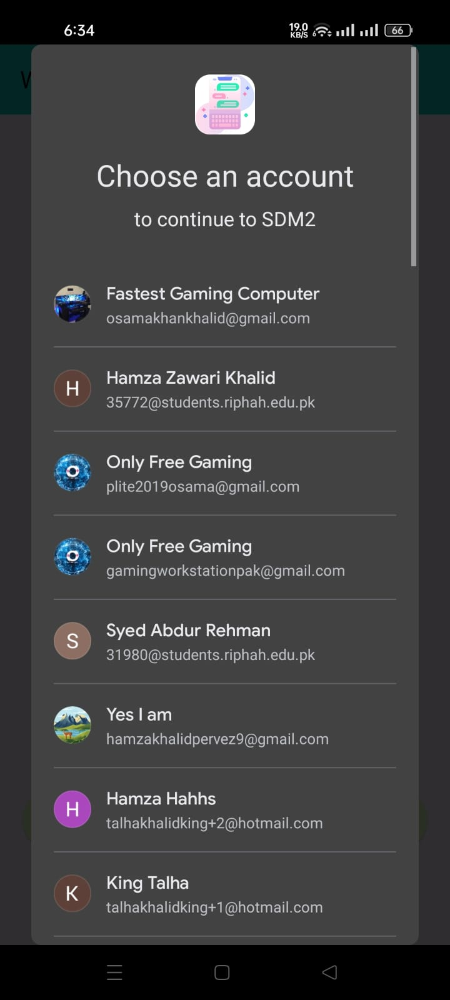 6:34
19.0
KB/S
6
66
W
Choose an account
to continue to SDM2
Fastest Gaming Computer
osamakhankhalid@gmail.com
H
Hamza Zawari Khalid
35772@students.riphah.edu.pk
Only Free Gaming
plite2019osama@gmail.com
Only Free Gaming
gamingworkstationpak@gmail.com
S
Syed Abdur Rehman
31980@students.riphah.edu.pk
Yes I am
hamzakhalidpervez9@gmail.com
H
Hamza Hahhs
talhakhalidking+2@hotmail.com
K
King Talha
talhakhalidking+1@hotmail.com